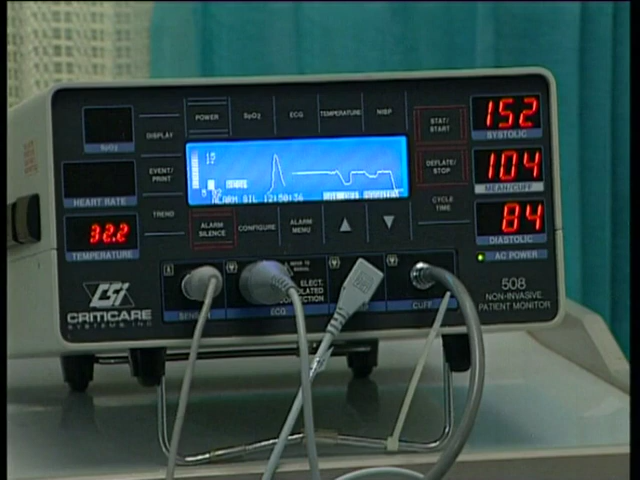 POWER
SpO2
ECG
TEMPERATURE
NIBP
STAT/
START
152
SYSTOLIC
SpO2
DISPLAY
DEFLATE/
STOP
104
MEAN/CUFF
HEART RATE
EVENT/
PRINT
CYCLE
TIME
84
DIASTOLIC
32.2
TEMPERATURE
TREND
ALARM
SILENCE
CONFIGURE
ALARM
MENU
AC POWER
CSI
CRITICARE
SYSTEMS, INC.
ECG
CUFF
508
NON-INVASIVE
PATIENT MONITOR